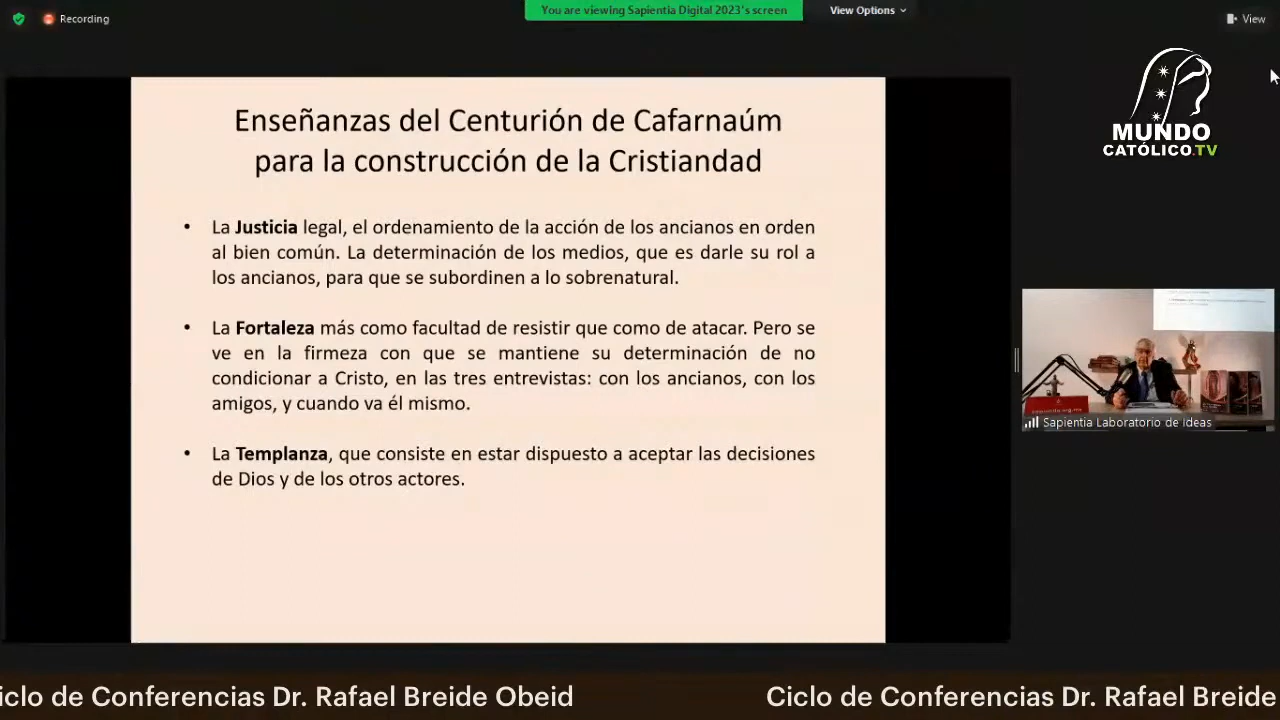 Recording
You are viewing Sapientia Digital 2023's screen
View Options
View
MUNDO
CATÓLICO.TV
Enseñanzas del Centurión de Cafarnaúm
para la construcción de la Cristiandad
• La Justicia legal, el ordenamiento de la acción de los ancianos en orden
al bien común. La determinación de los medios, que es darle su rol a
los ancianos, para que se subordinen a lo sobrenatural.
• La Fortaleza más como facultad de resistir que como de atacar. Pero se
ve en la firmeza con que se mantiene su determinación de no
condicionar a Cristo, en las tres entrevistas: con los ancianos, con los
amigos, y cuando va él mismo.
• La Templanza, que consiste en estar dispuesto a aceptar las decisiones
de Dios y de los otros actores.
Sapientia Laboratorio de Ideas
iclo de Conferencias Dr. Rafael Breide Obeid
Ciclo de Conferencias Dr. Rafael Breide